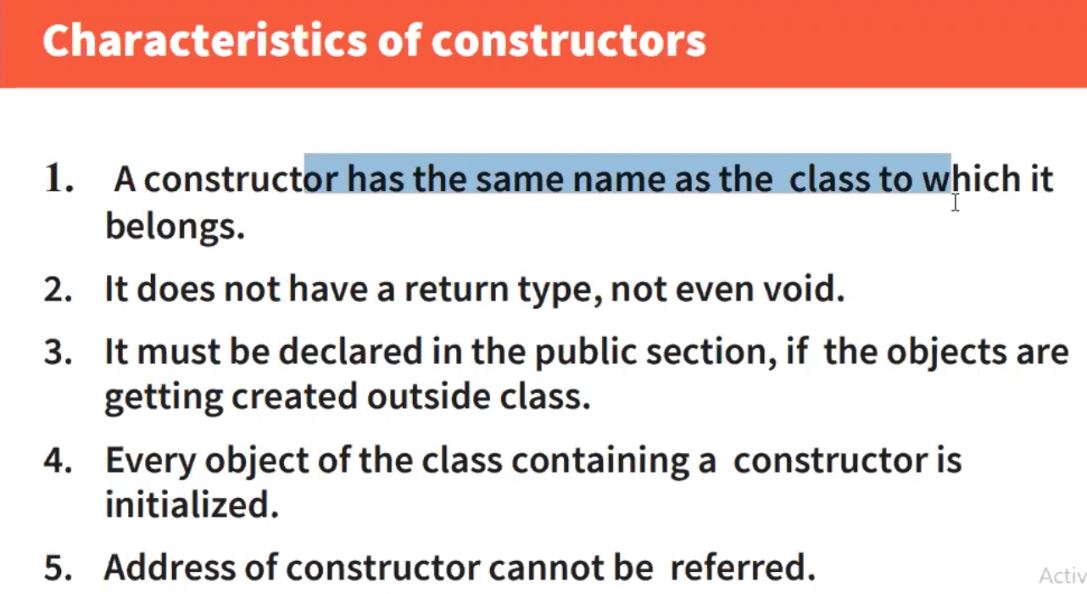 Characteristics of constructors
1. A constructor has the same name as the class to which it
belongs.
2. It does not have a return type, not even void.
3. It must be declared in the public section, if the objects are
getting created outside class.
4. Every object of the class containing a constructor is
initialized.
5. Address of constructor cannot be referred.
Activ